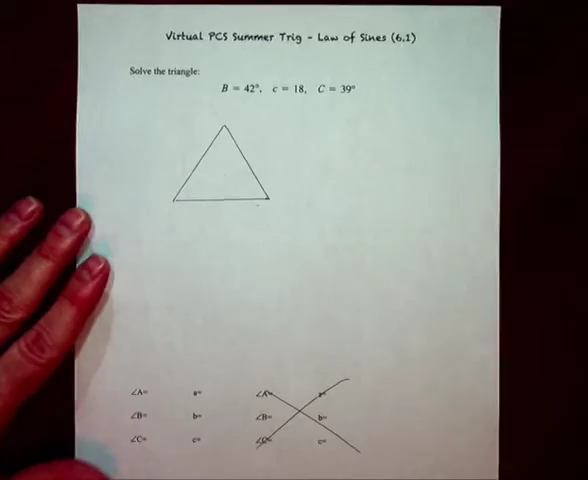 Virtual PCS Summer Trig - Law of Sines (6.1)
Solve the triangle:
B = 42°, c = 18, C = 39°
∠A= a= ∠A= a=
∠B= b= ∠B= b=
∠C= c= ∠C= c=